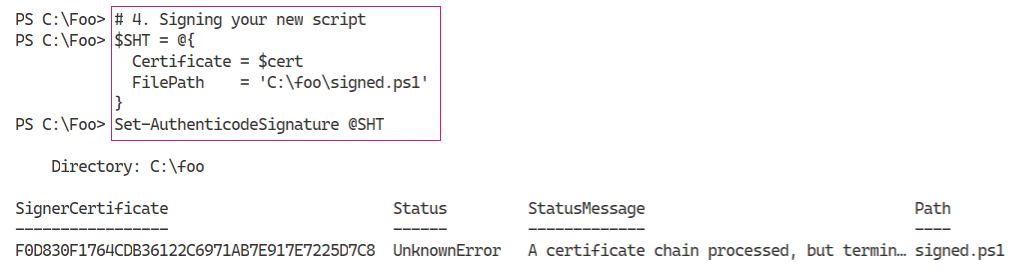 PS C:\Foo> # 4. Signing your new script
PS C:\Foo> $SHT = @{
Certificate = $cert
FilePath    = 'C:\foo\signed.ps1'
}
PS C:\Foo> Set-AuthenticodeSignature @SHT
Directory: C:\foo
SignerCertificate                         Status         StatusMessage                              Path
-----------------                         ------         -------------                              ----
F0D830F1764CDB36122C6971AB7E917E7225D7C8  UnknownError   A certificate chain processed, but termin… signed.ps1